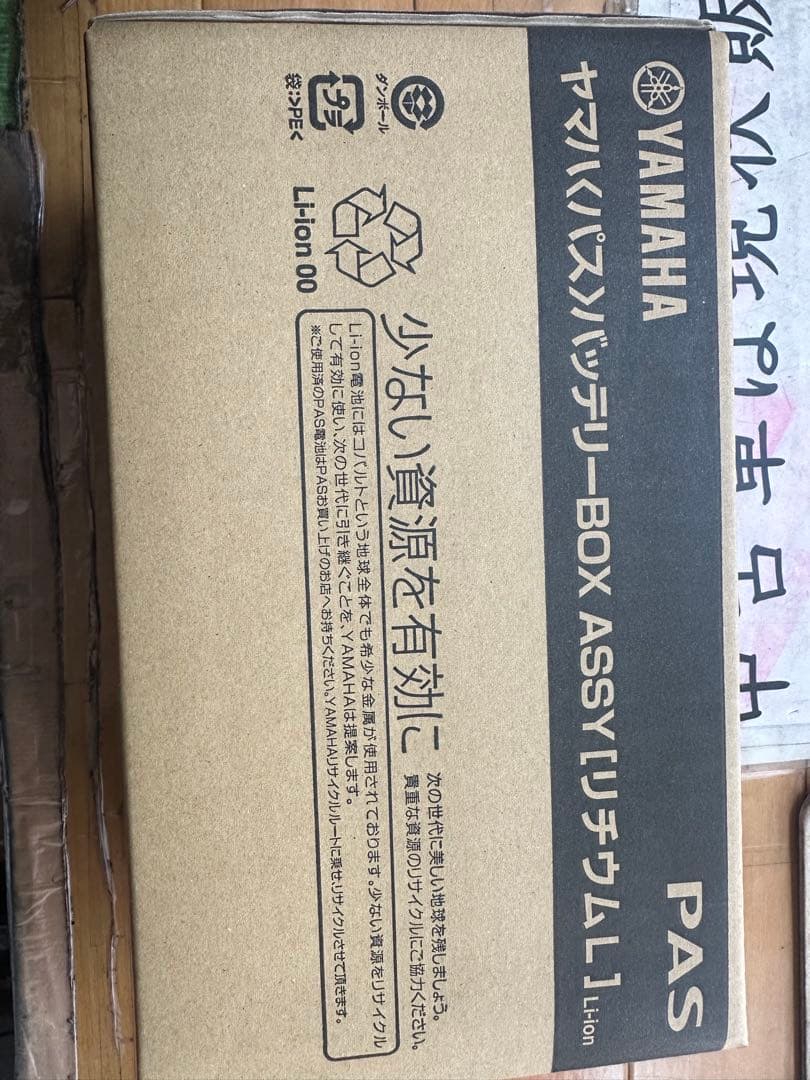 YAMAHA
PAS
ヤマハ〈パス〉バッテリーBOX ASSY [リチウムL] Li-ion
ダンボール
プラ
袋:>PE<
Li-ion 00
少ない資源を有効に
次の世代に美しい地球を残しましょう。
貴重な資源のリサイクルにご協力ください。
Li-ion電池にはコバルトという地球全体でも希少な金属が使用されております。少ない資源をリサイクル
して有効に使い、次の世代に引き継ぐことを、YAMAHAは提案します。
※ご使用済のPAS電池はPASお買い上げのお店へお持ちください。YAMAHAリサイクルルートに乗せ、リサイクルさせて頂きます。